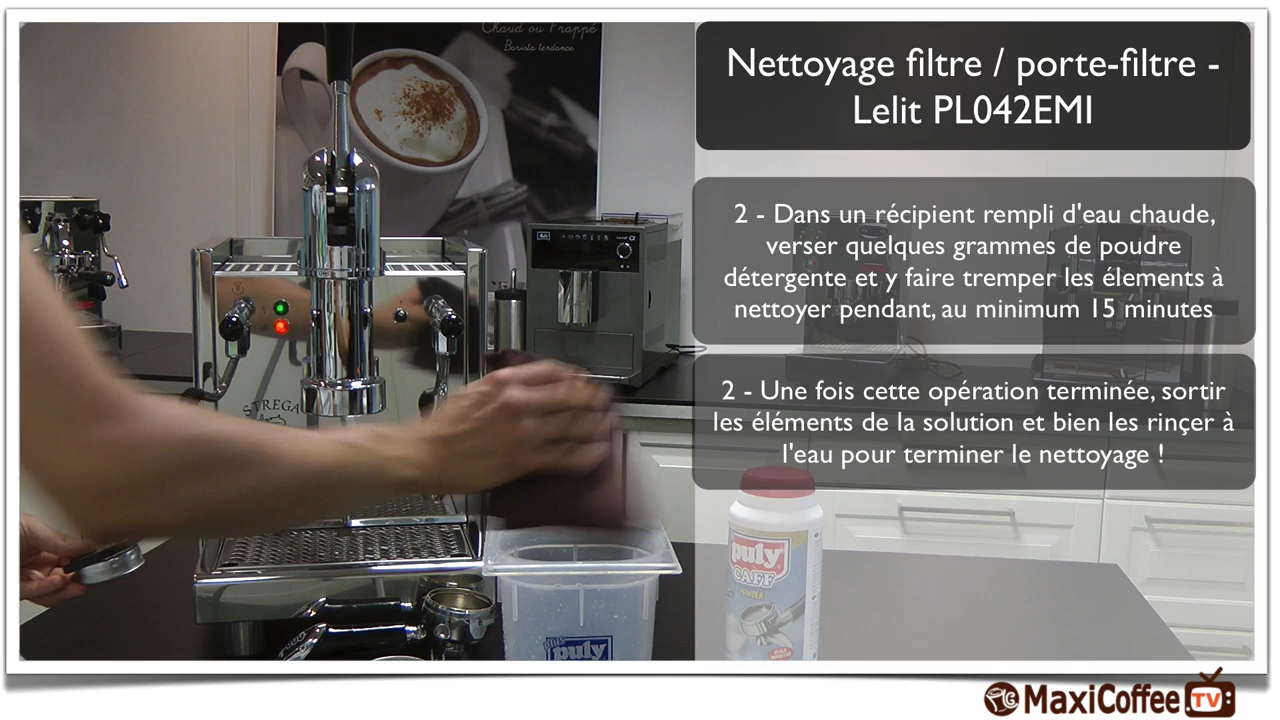 Chaud ou Frappé
Barista tendance
Nettoyage filtre / porte-filtre -
Lelit PL042EMI
2 - Dans un récipient rempli d'eau chaude,
verser quelques grammes de poudre
détergente et y faire tremper les élements à
nettoyer pendant, au minimum 15 minutes
2 - Une fois cette opération terminée, sortir
les éléments de la solution et bien les rinçer à
l'eau pour terminer le nettoyage !
STREGA
puly
CAFF
POWDER
plus
puly
MaxiCoffee TV